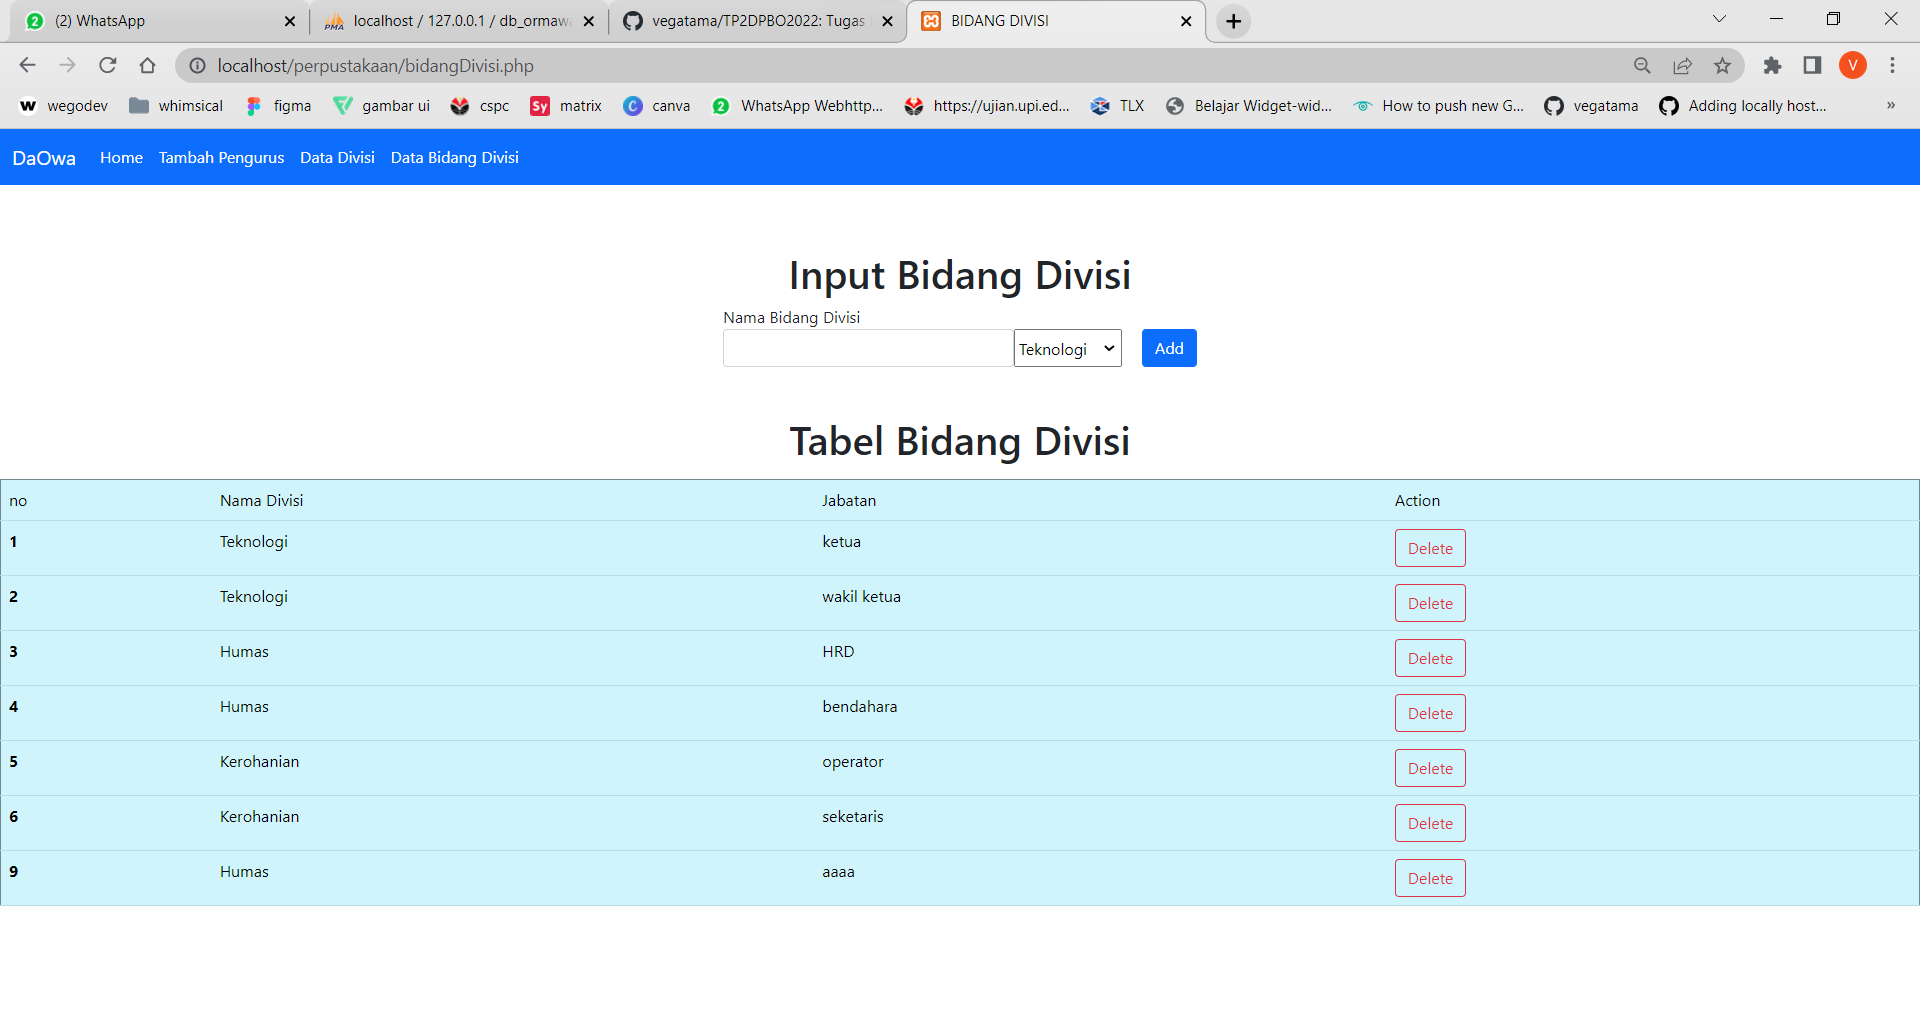 (2) WhatsApp
localhost / 127.0.0.1 / db_ormawa
vegatama/TP2DPBO2022: Tugas
BIDANG DIVISI
localhost/perpustakaan/bidangDivisi.php
V
wegodev whimsical figma gambar ui cspc matrix canva WhatsApp Webhttp... https://ujian.upi.ed... TLX Belajar Widget-wid... How to push new G... vegatama Adding locally host... »
DaOwa Home Tambah Pengurus Data Divisi Data Bidang Divisi
Input Bidang Divisi
Nama Bidang Divisi
Teknologi Add
Tabel Bidang Divisi
no Nama Divisi Jabatan Action
1 Teknologi ketua Delete
2 Teknologi wakil ketua Delete
3 Humas HRD Delete
4 Humas bendahara Delete
5 Kerohanian operator Delete
6 Kerohanian seketaris Delete
9 Humas aaaa Delete